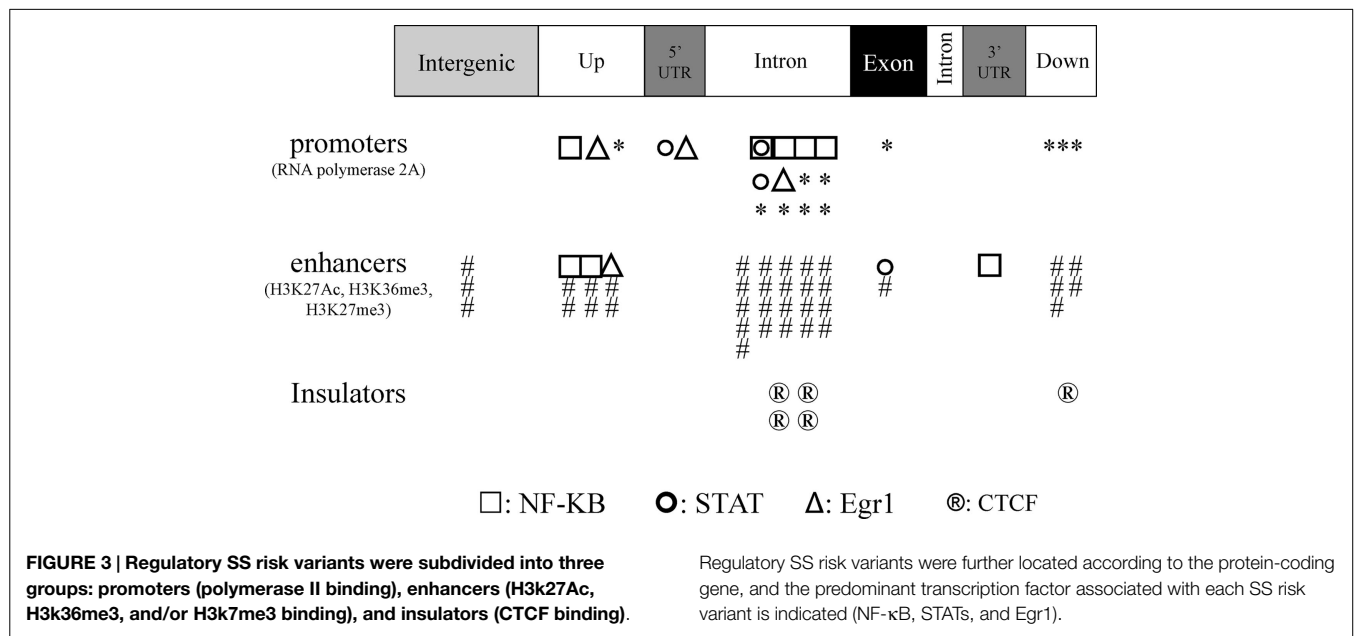 Intergenic Up 5' UTR Intron Exon Intron 3' UTR Down
promoters □ Δ * O Δ * ***
(RNA polymerase 2A)
O Δ * *
* * * *
enhancers # □ □ Δ # # # # # O □ # #
(H3K27Ac, H3K36me3, # # # # # # # # # # # #
H3K27me3) # # # # # # # # # #
# # # # #
#
Insulators ® ® ®
® ®
□: NF-KB O: STAT Δ: Egr1 ®: CTCF
FIGURE 3 | Regulatory SS risk variants were subdivided into three
groups: promoters (polymerase II binding), enhancers (H3k27Ac,
H3k36me3, and/or H3k7me3 binding), and insulators (CTCF binding).
Regulatory SS risk variants were further located according to the protein-coding
gene, and the predominant transcription factor associated with each SS risk
variant is indicated (NF-κB, STATs, and Egr1).